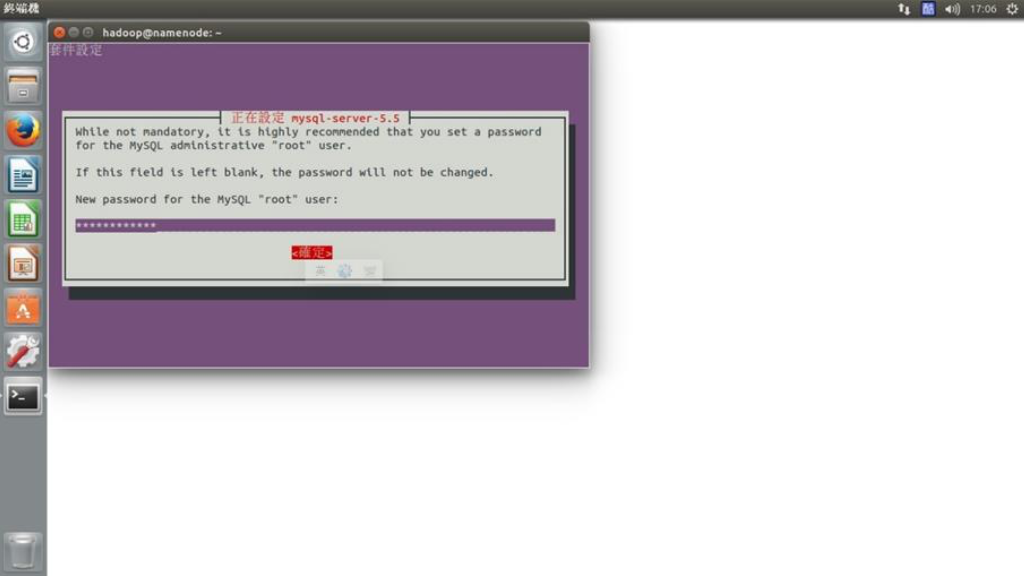 終端機
17:06
hadoop@namenode: ~
套件設定
正在設定 mysql-server-5.5
While not mandatory, it is highly recommended that you set a password
for the MySQL administrative "root" user.
If this field is left blank, the password will not be changed.
New password for the MySQL "root" user:
************
<確定>
英